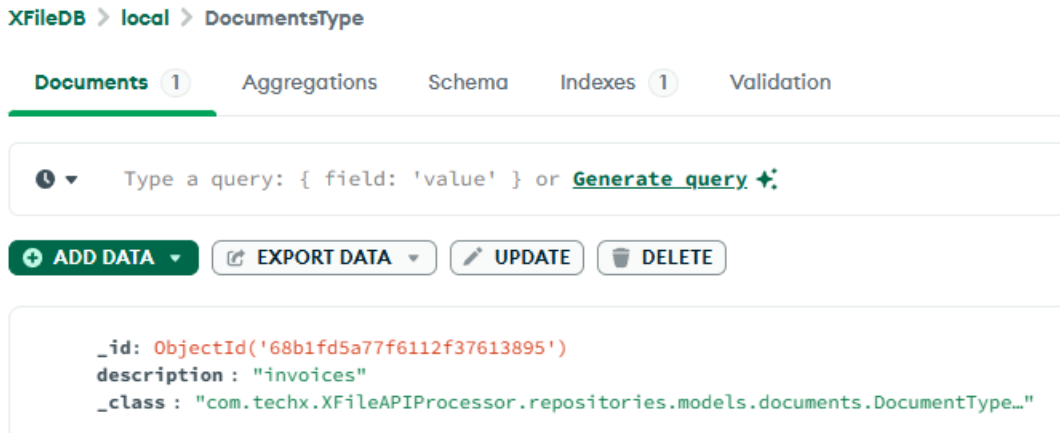 XFileDB > local > DocumentsType
Documents 1 Aggregations Schema Indexes 1 Validation
Type a query: { field: 'value' } or Generate query
ADD DATA EXPORT DATA UPDATE DELETE
_id: ObjectId('68b1fd5a77f6112f37613895')
description : "invoices"
_class : "com.techx.XFileAPIProcessor.repositories.models.documents.DocumentType…"